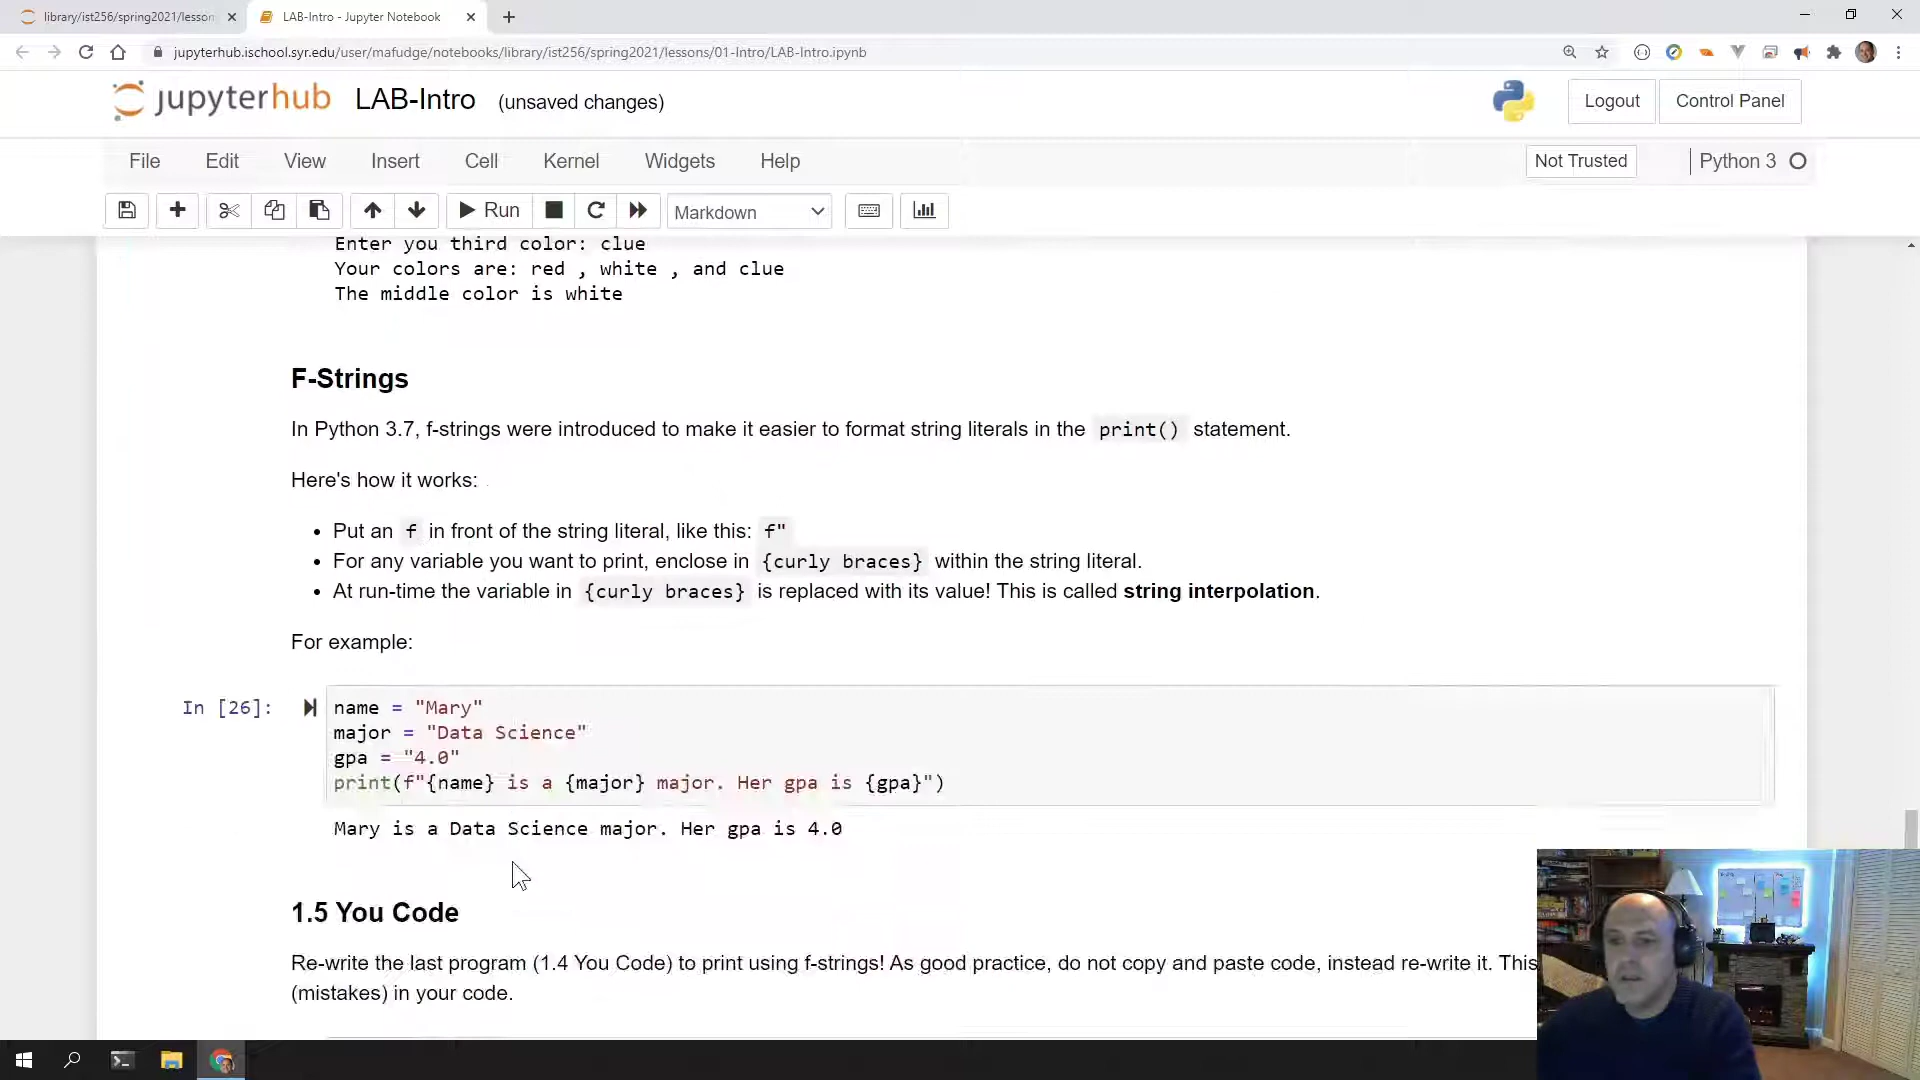 library/ist256/spring2021/lesson
LAB-Intro - Jupyter Notebook
jupyterhub.ischool.syr.edu/user/mafudge/notebooks/library/ist256/spring2021/lessons/01-Intro/LAB-Intro.ipynb
jupyterhub LAB-Intro (unsaved changes) Logout Control Panel
File Edit View Insert Cell Kernel Widgets Help Not Trusted Python 3
Run Markdown
Enter you third color: clue
Your colors are: red , white , and clue
The middle color is white
F-Strings
In Python 3.7, f-strings were introduced to make it easier to format string literals in the print() statement.
Here's how it works:
• Put an f in front of the string literal, like this: f"
• For any variable you want to print, enclose in {curly braces} within the string literal.
• At run-time the variable in {curly braces} is replaced with its value! This is called string interpolation.
For example:
In [26]: name = "Mary"
major = "Data Science"
gpa = "4.0"
print(f"{name} is a {major} major. Her gpa is {gpa}")
Mary is a Data Science major. Her gpa is 4.0
1.5 You Code
Re-write the last program (1.4 You Code) to print using f-strings! As good practice, do not copy and paste code, instead re-write it. This
(mistakes) in your code.